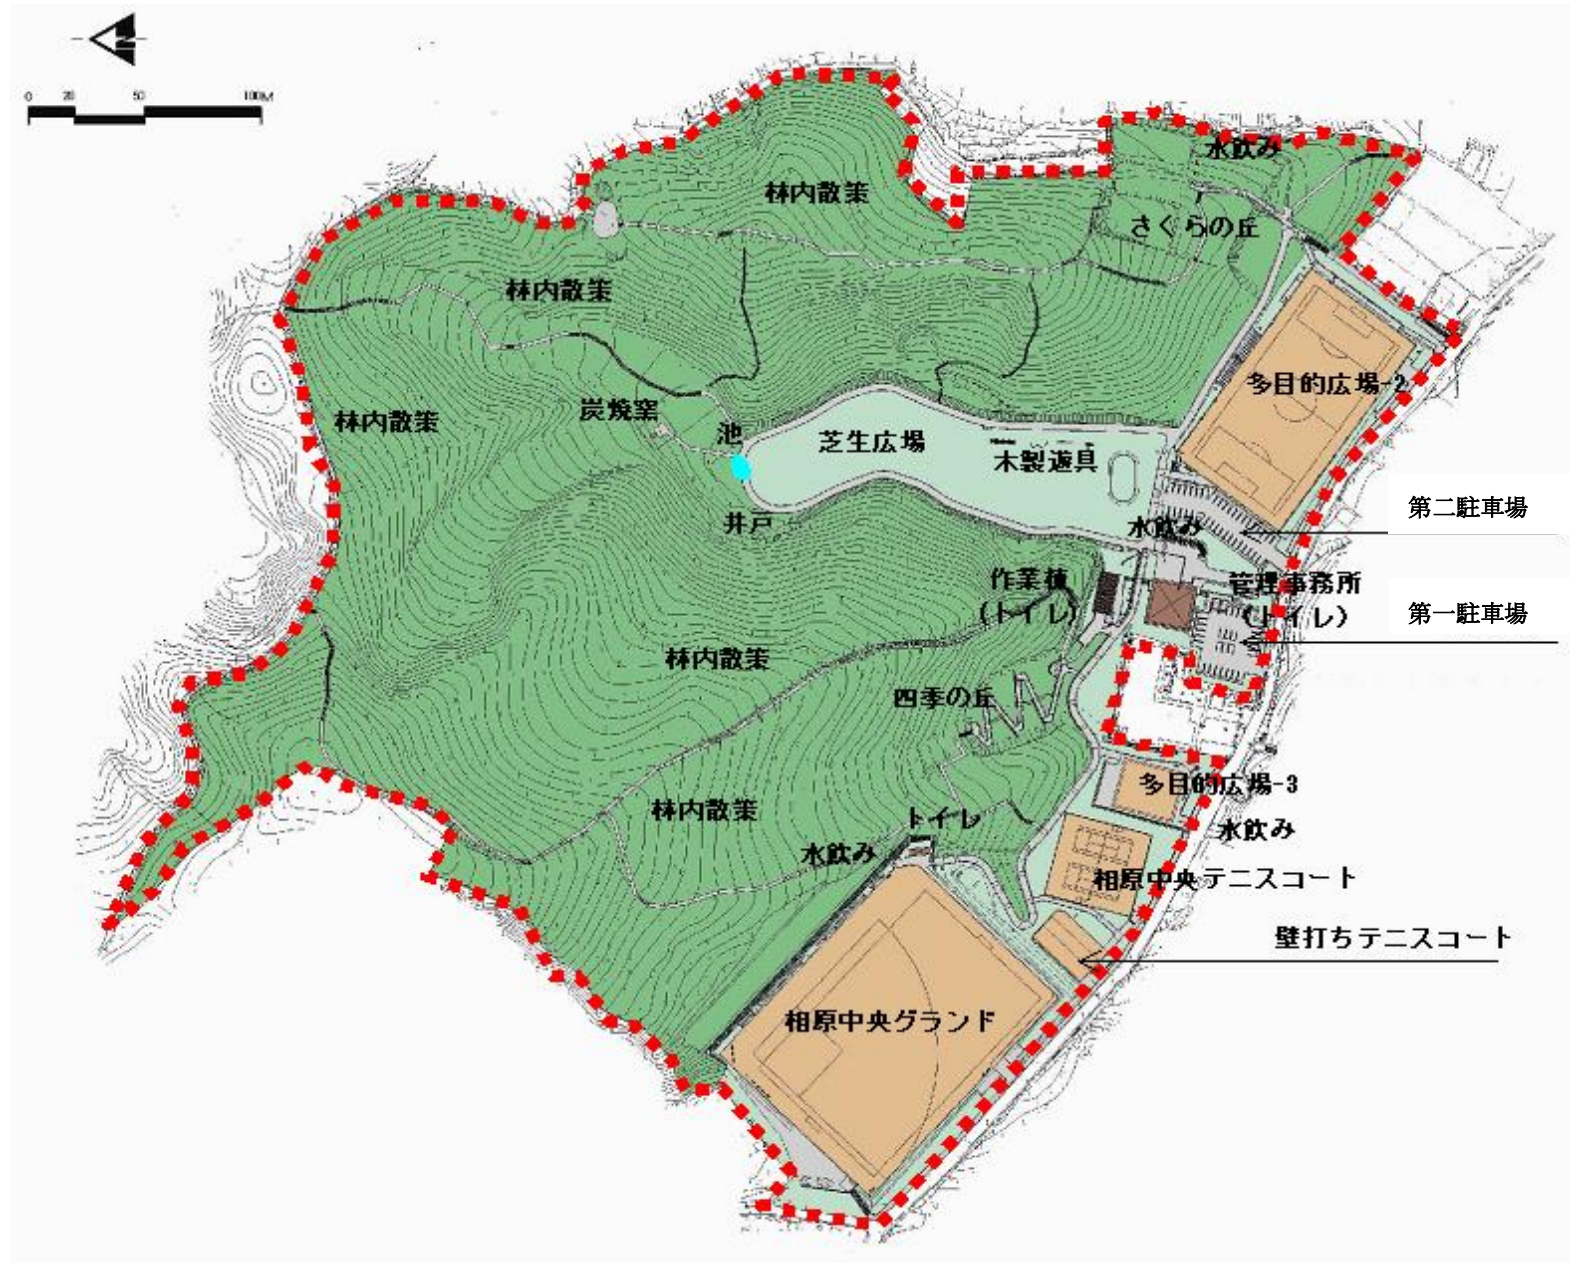 N
0 20 50 100M
水飲み
林内散策
さくらの丘
林内散策
多目的広場-2
炭焼窯
林内散策
池
芝生広場
木製遊具
第二駐車場
井戸
水飲み
作業棟
(トイレ)
管理事務所
(トイレ)
第一駐車場
林内散策
四季の丘
多目的広場-3
林内散策
トイレ
水飲み
水飲み
相原中央テニスコート
壁打ちテニスコート
相原中央グランド